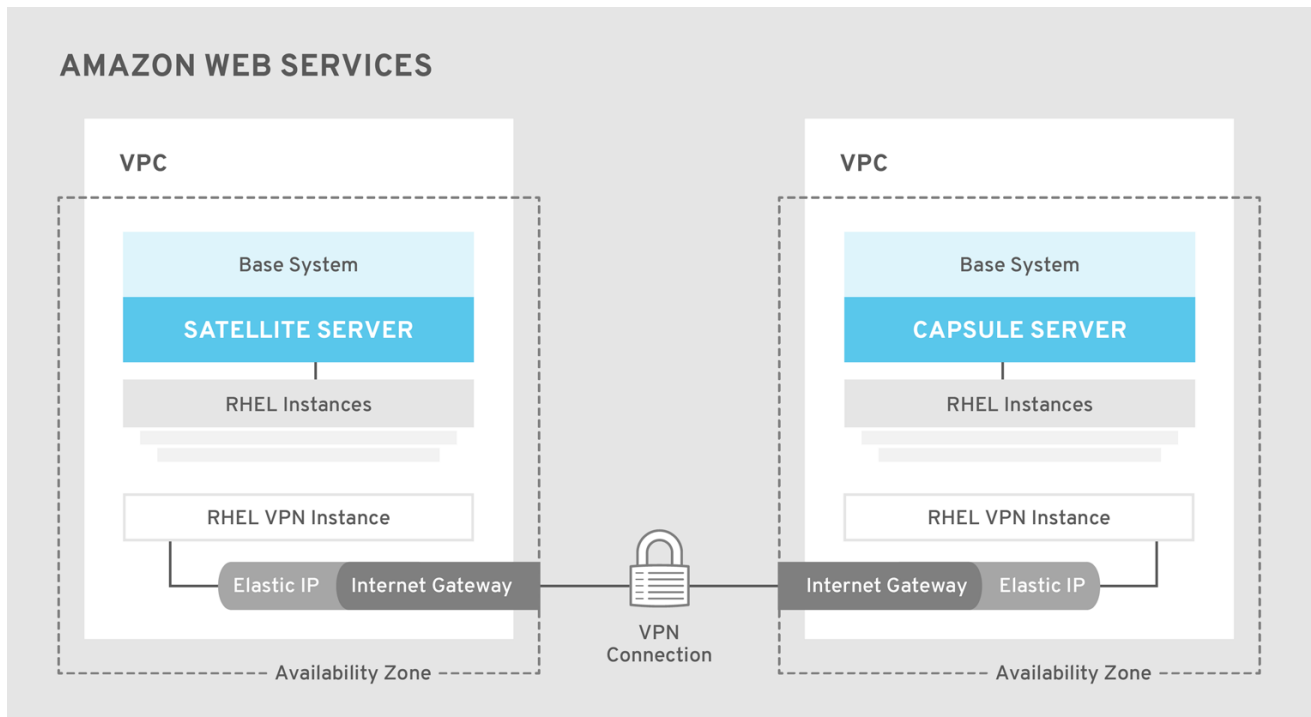 AMAZON WEB SERVICES
VPC
Base System
SATELLITE SERVER
RHEL Instances
RHEL VPN Instance
Elastic IP
Internet Gateway
Availability Zone
VPN
Connection
VPC
Base System
CAPSULE SERVER
RHEL Instances
RHEL VPN Instance
Internet Gateway
Elastic IP
Availability Zone